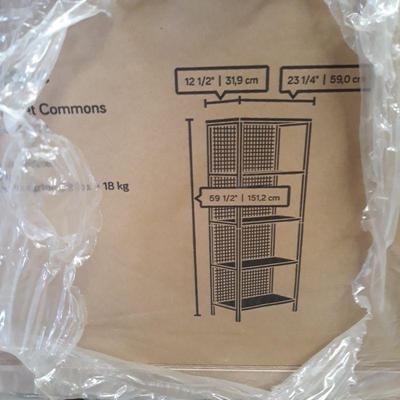 12 1/2" | 31,9 cm
23 1/4" | 59,0 cm
Commons
18 kg
59 1/2" | 151,2 cm